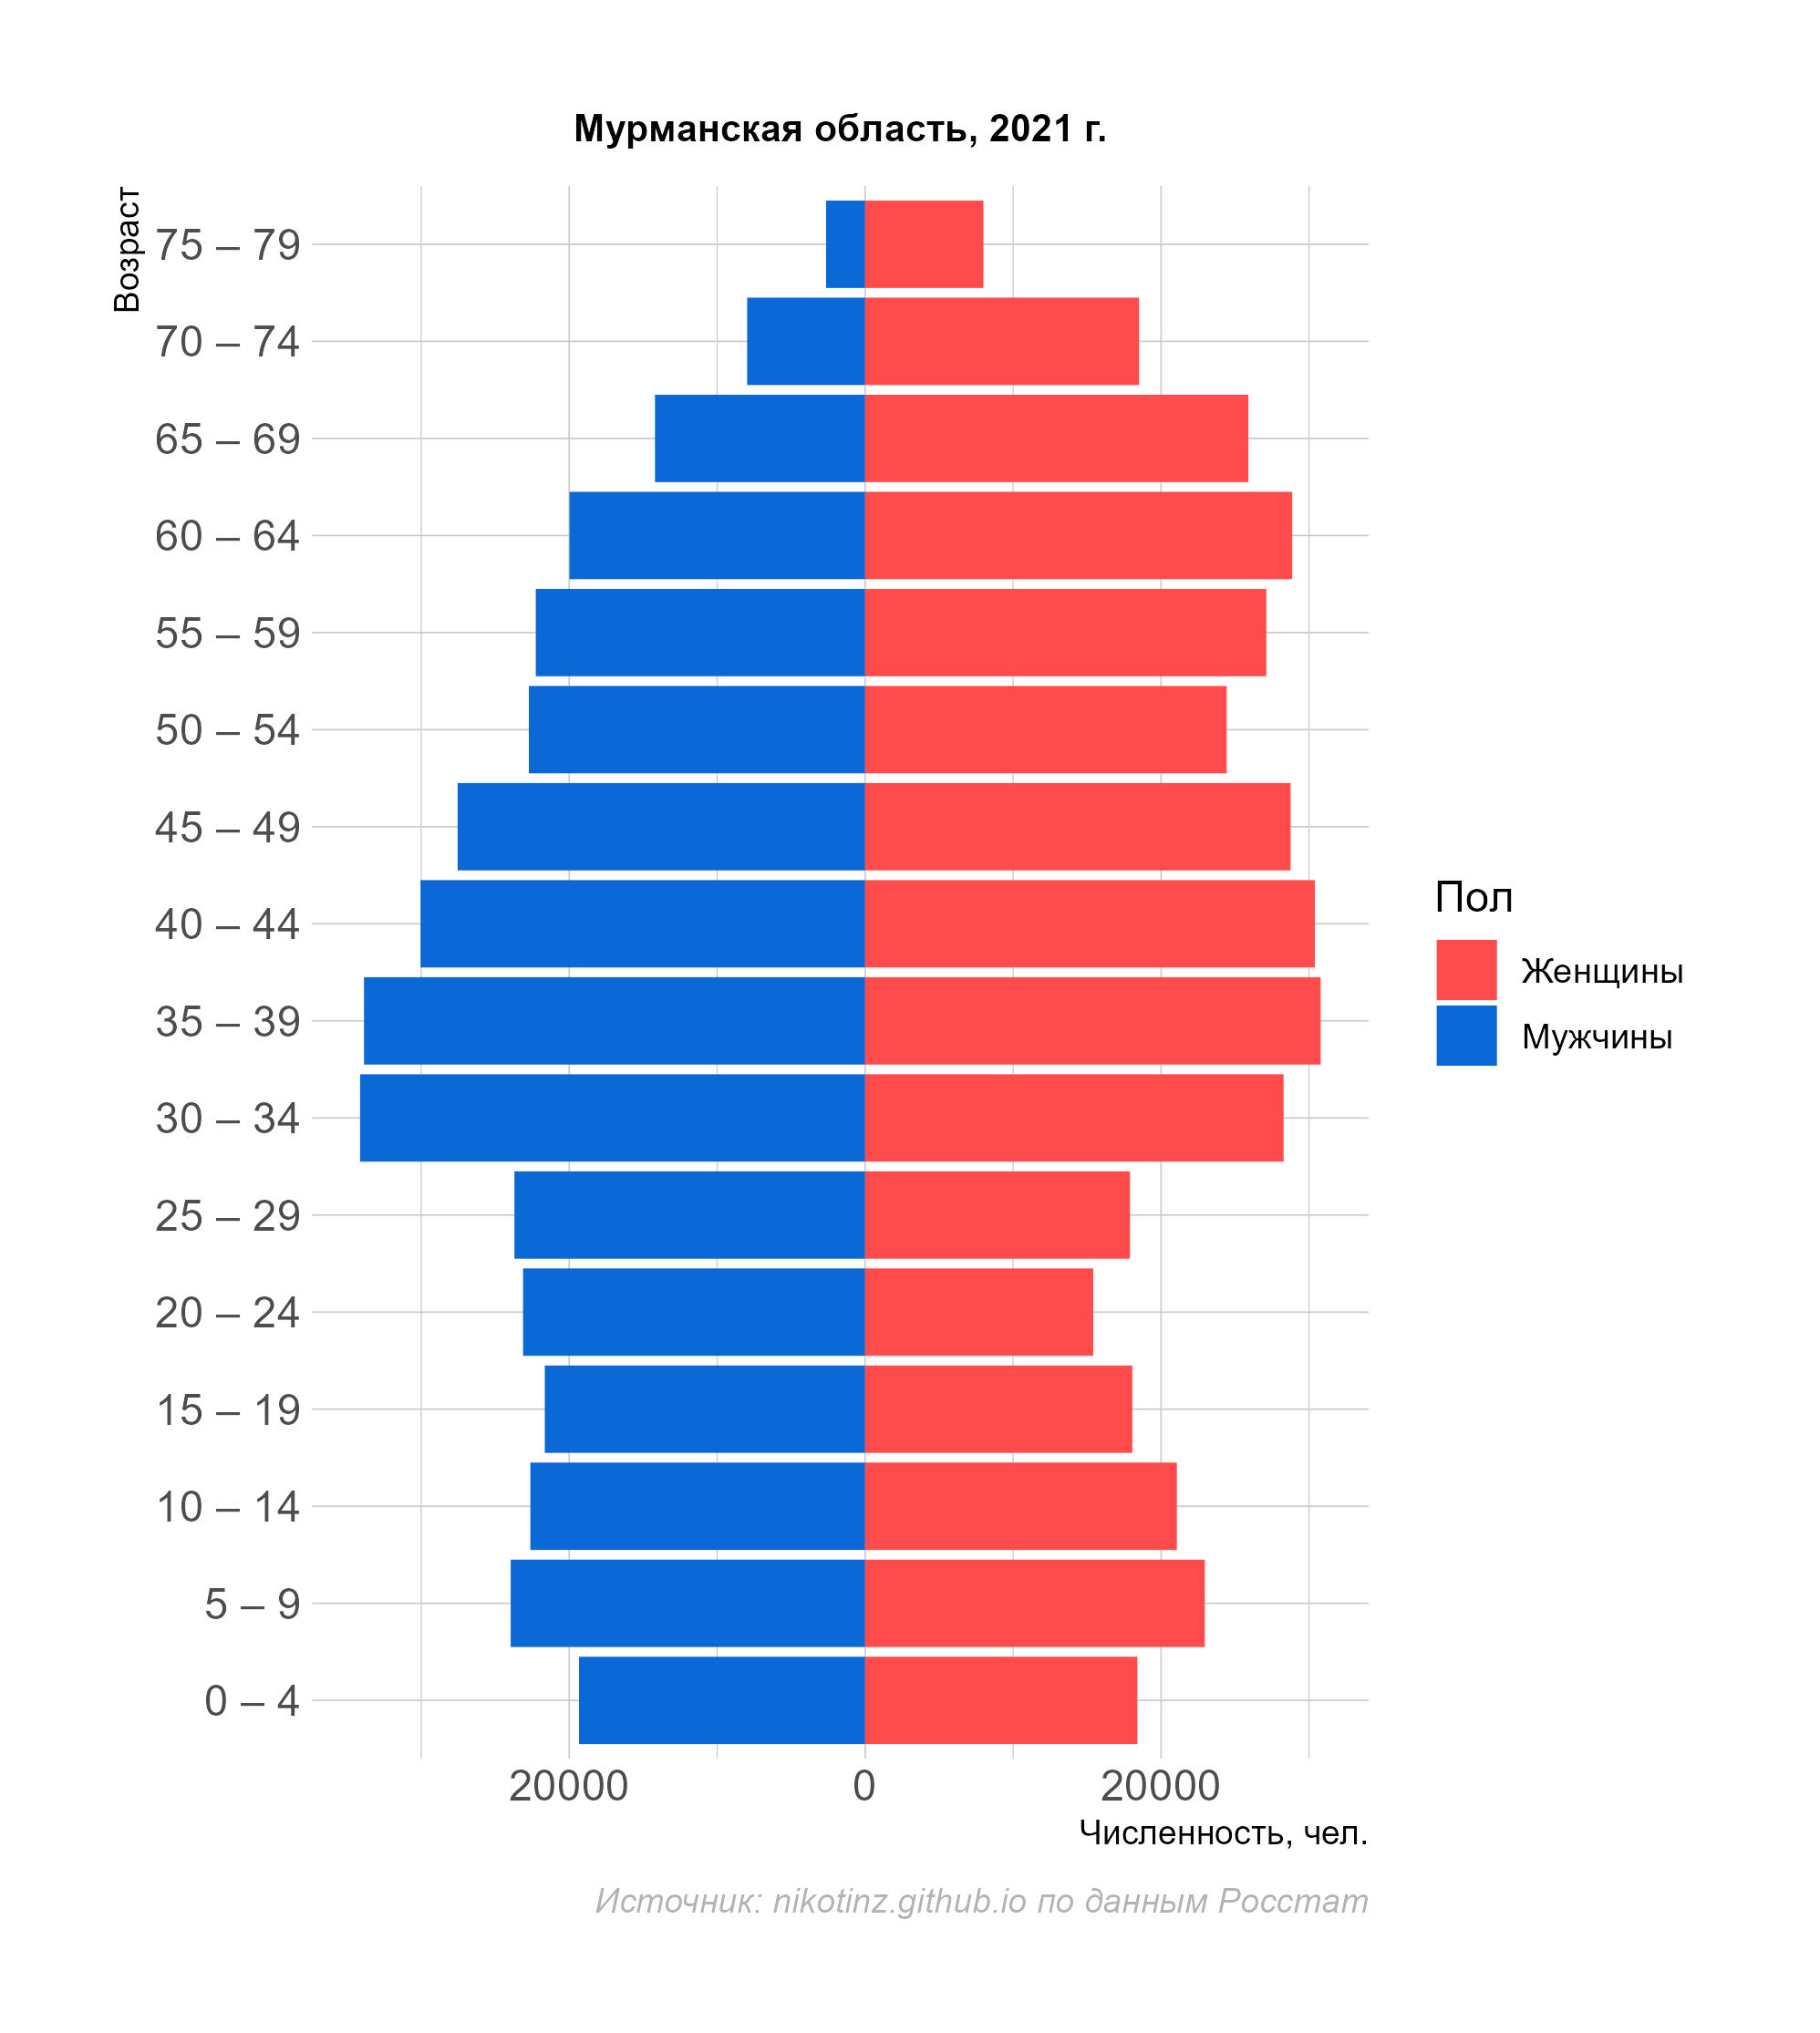 Мурманская область, 2021 г.
Возраст
75 – 79
70 – 74
65 – 69
60 – 64
55 – 59
50 – 54
45 – 49
40 – 44
35 – 39
30 – 34
25 – 29
20 – 24
15 – 19
10 – 14
5 – 9
0 – 4
20000 0 20000
Численность, чел.
Пол
Женщины
Мужчины
Источник: nikotinz.github.io по данным Росстат